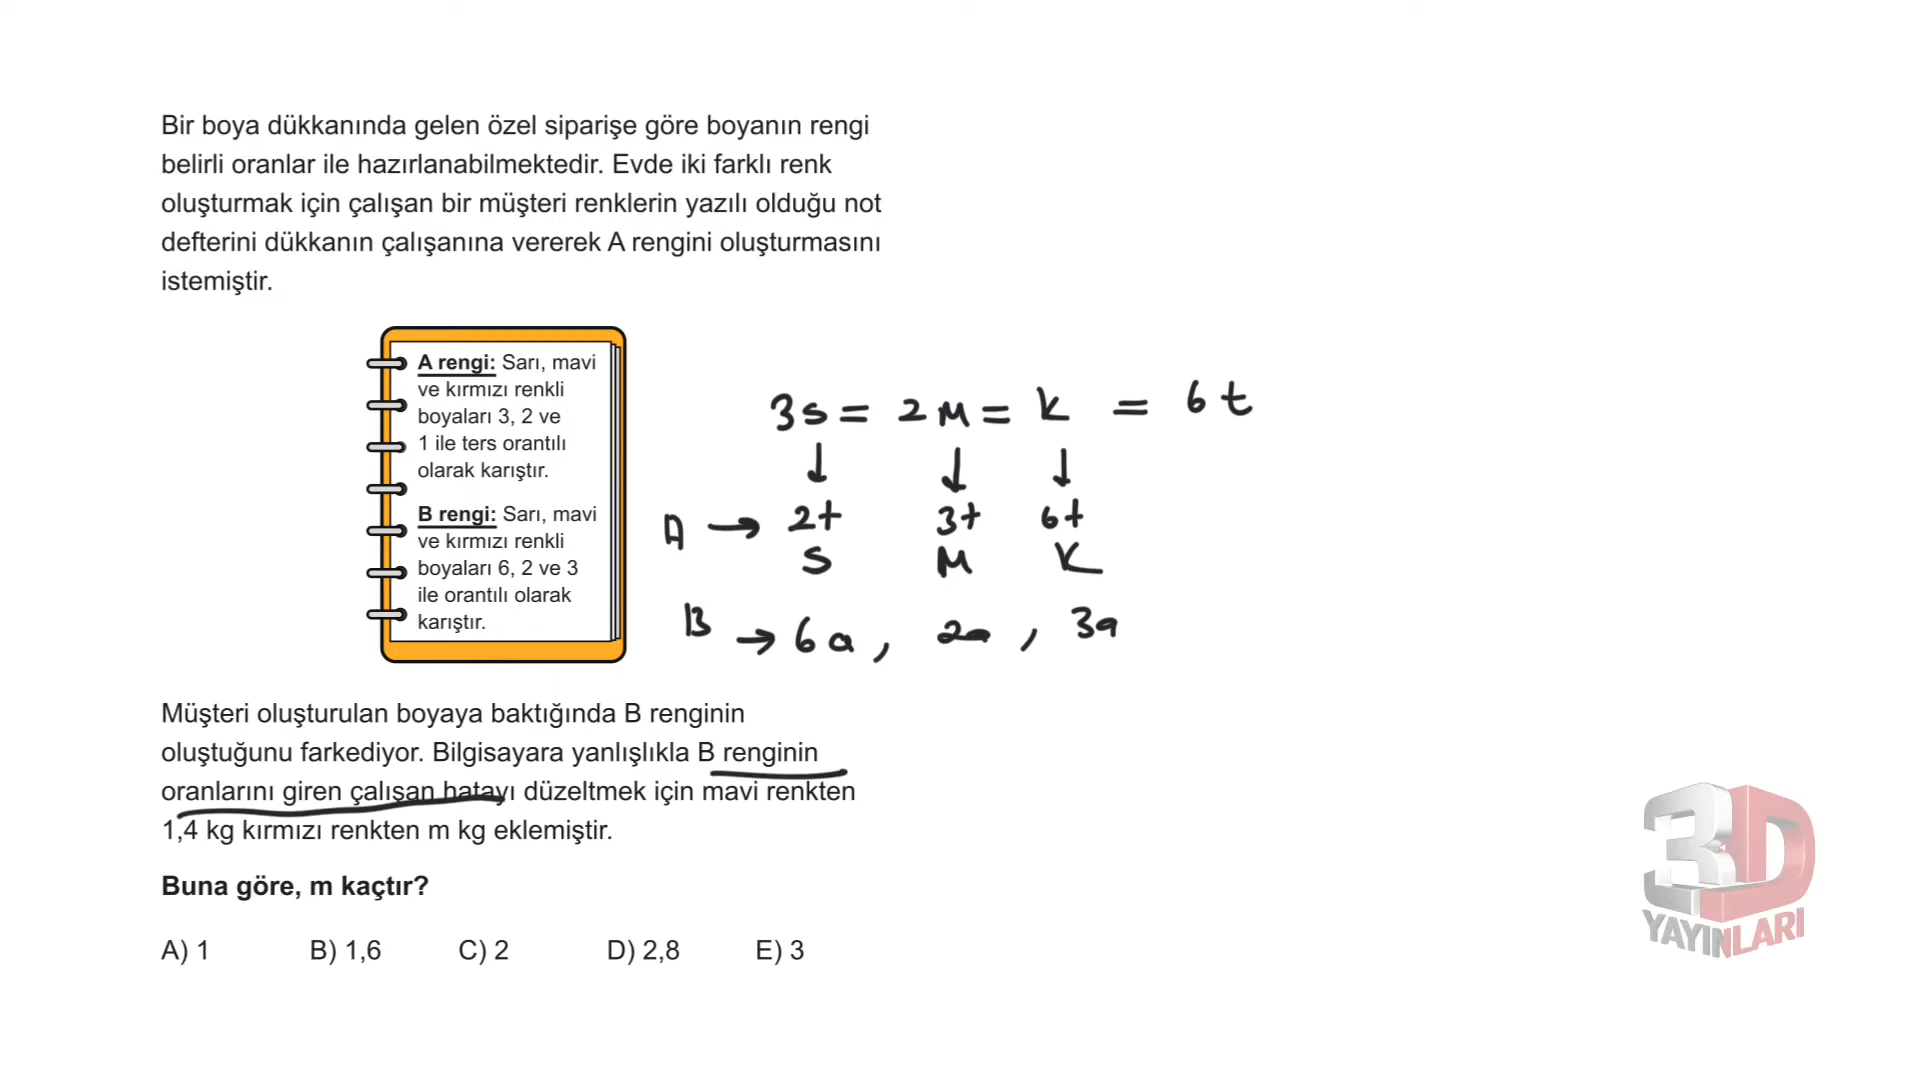 Bir boya dükkanında gelen özel siparişe göre boyanın rengi
belirli oranlar ile hazırlanabilmektedir. Evde iki farklı renk
oluşturmak için çalışan bir müşteri renklerin yazılı olduğu not
defterini dükkanın çalışanına vererek A rengini oluşturmasını
istemiştir.
A rengi: Sarı, mavi
ve kırmızı renkli
boyaları 3, 2 ve
1 ile ters orantılı
olarak karıştır.
B rengi: Sarı, mavi
ve kırmızı renkli
boyaları 6, 2 ve 3
ile orantılı olarak
karıştır.
3S = 2M = K = 6t
↓ ↓ ↓
A → 2t 3t 6t
S M K
B → 6a , 2a , 3a
Müşteri oluşturulan boyaya baktığında B renginin
oluştuğunu farkediyor. Bilgisayara yanlışlıkla B renginin
oranlarını giren çalışan hatayı düzeltmek için mavi renkten
1,4 kg kırmızı renkten m kg eklemiştir.
Buna göre, m kaçtır?
A) 1 B) 1,6 C) 2 D) 2,8 E) 3
3D
YAYINLARI